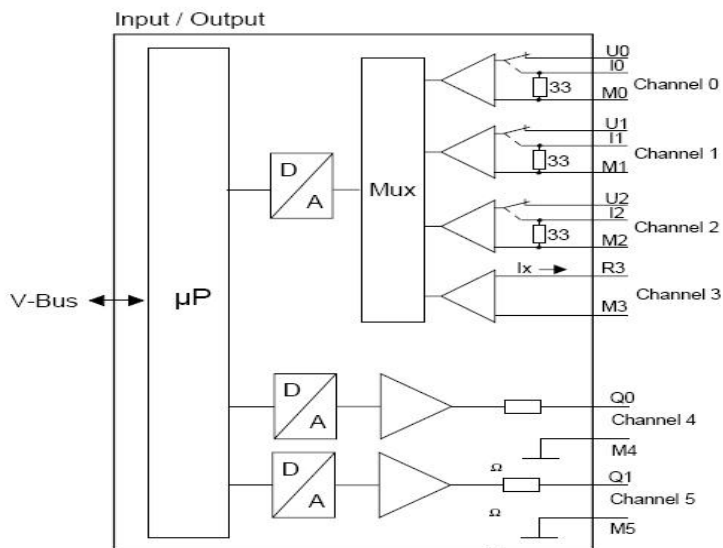 Input / Output
U0
I0
33
Channel 0
M0
U1
I1
33
Channel 1
M1
D
A
Mux
U2
I2
33
Channel 2
M2
Ix
R3
V-Bus
µP
Channel 3
M3
D
A
Q0
Channel 4
M4
D
A
Ω
Q1
Channel 5
Ω
M5